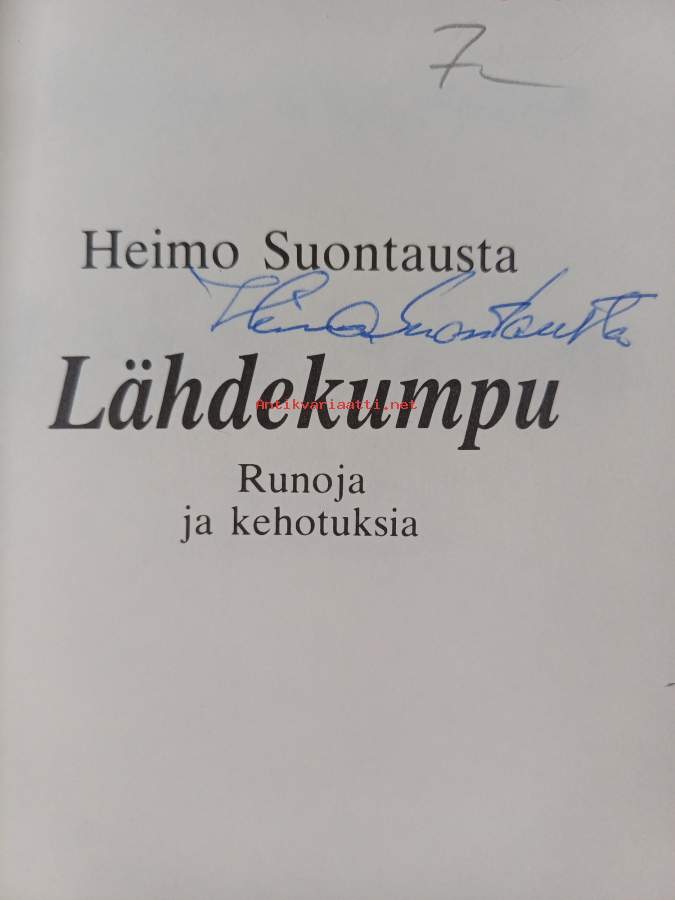 7
Heimo Suontausta
Heimo Suontausta
Lähdekumpu
Antikvariaatti.net
Runoja
ja kehotuksia